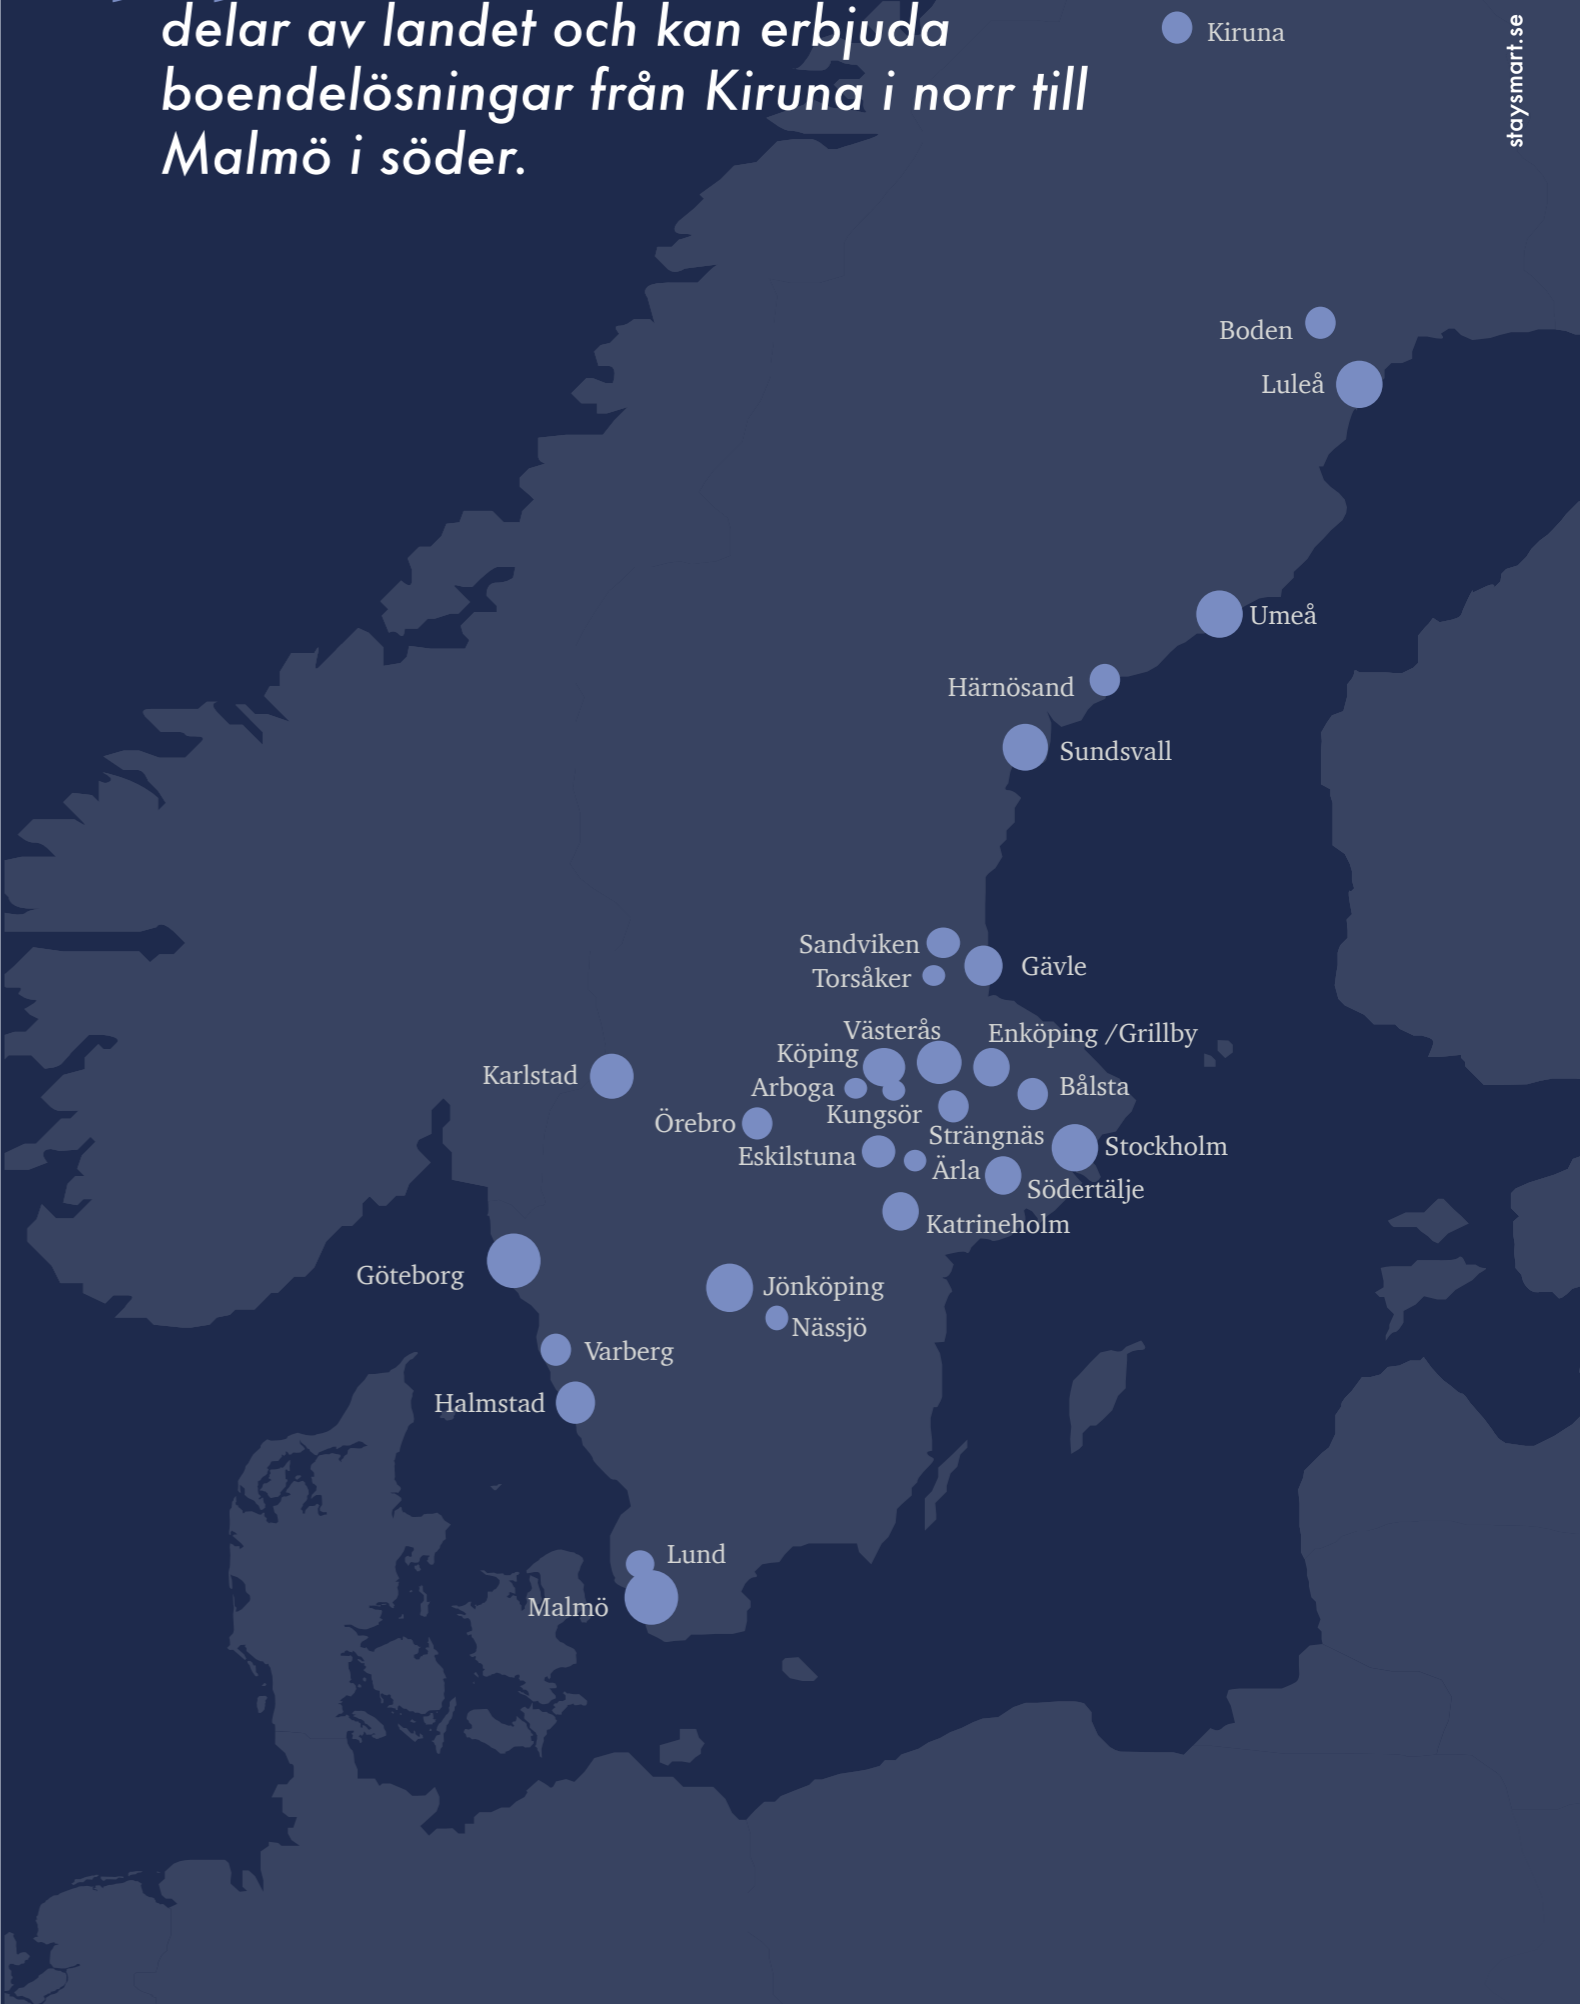 delar av landet och kan erbjuda
boendelösningar från Kiruna i norr till
Malmö i söder.
staysmart.se
Kiruna
Boden
Luleå
Umeå
Härnösand
Sundsvall
Sandviken
Gävle
Torsåker
Västerås
Enköping /Grillby
Köping
Karlstad
Arboga
Bålsta
Kungsör
Örebro
Strängnäs
Stockholm
Eskilstuna
Ärla
Södertälje
Katrineholm
Göteborg
Jönköping
Nässjö
Varberg
Halmstad
Lund
Malmö